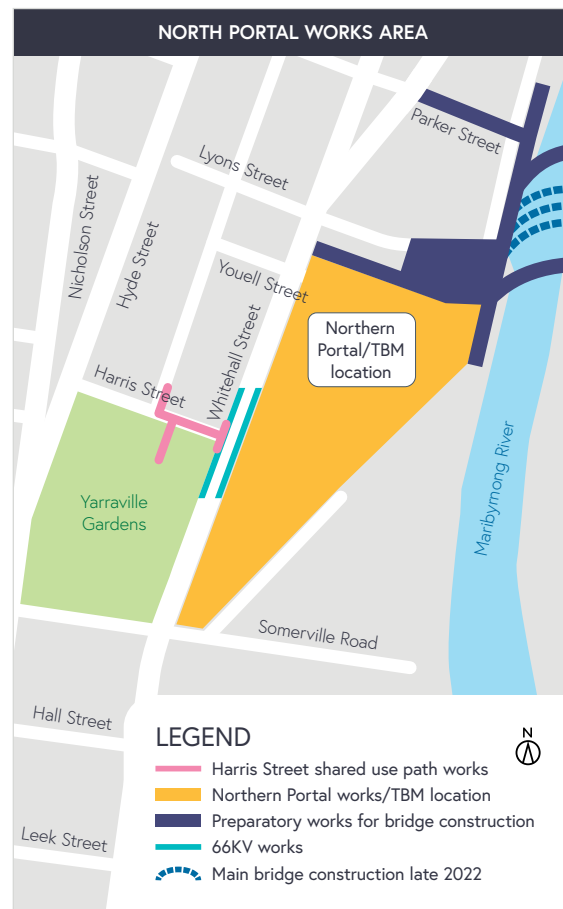 NORTH PORTAL WORKS AREA
Parker Street
Lyons Street
Nicholson Street
Hyde Street
Youell Street
Whitehall Street
Northern
Portal/TBM
location
Harris Street
Maribyrnong River
Yarraville
Gardens
Somerville Road
Hall Street
Leek Street
LEGEND
N
Harris Street shared use path works
Northern Portal works/TBM location
Preparatory works for bridge construction
66KV works
Main bridge construction late 2022